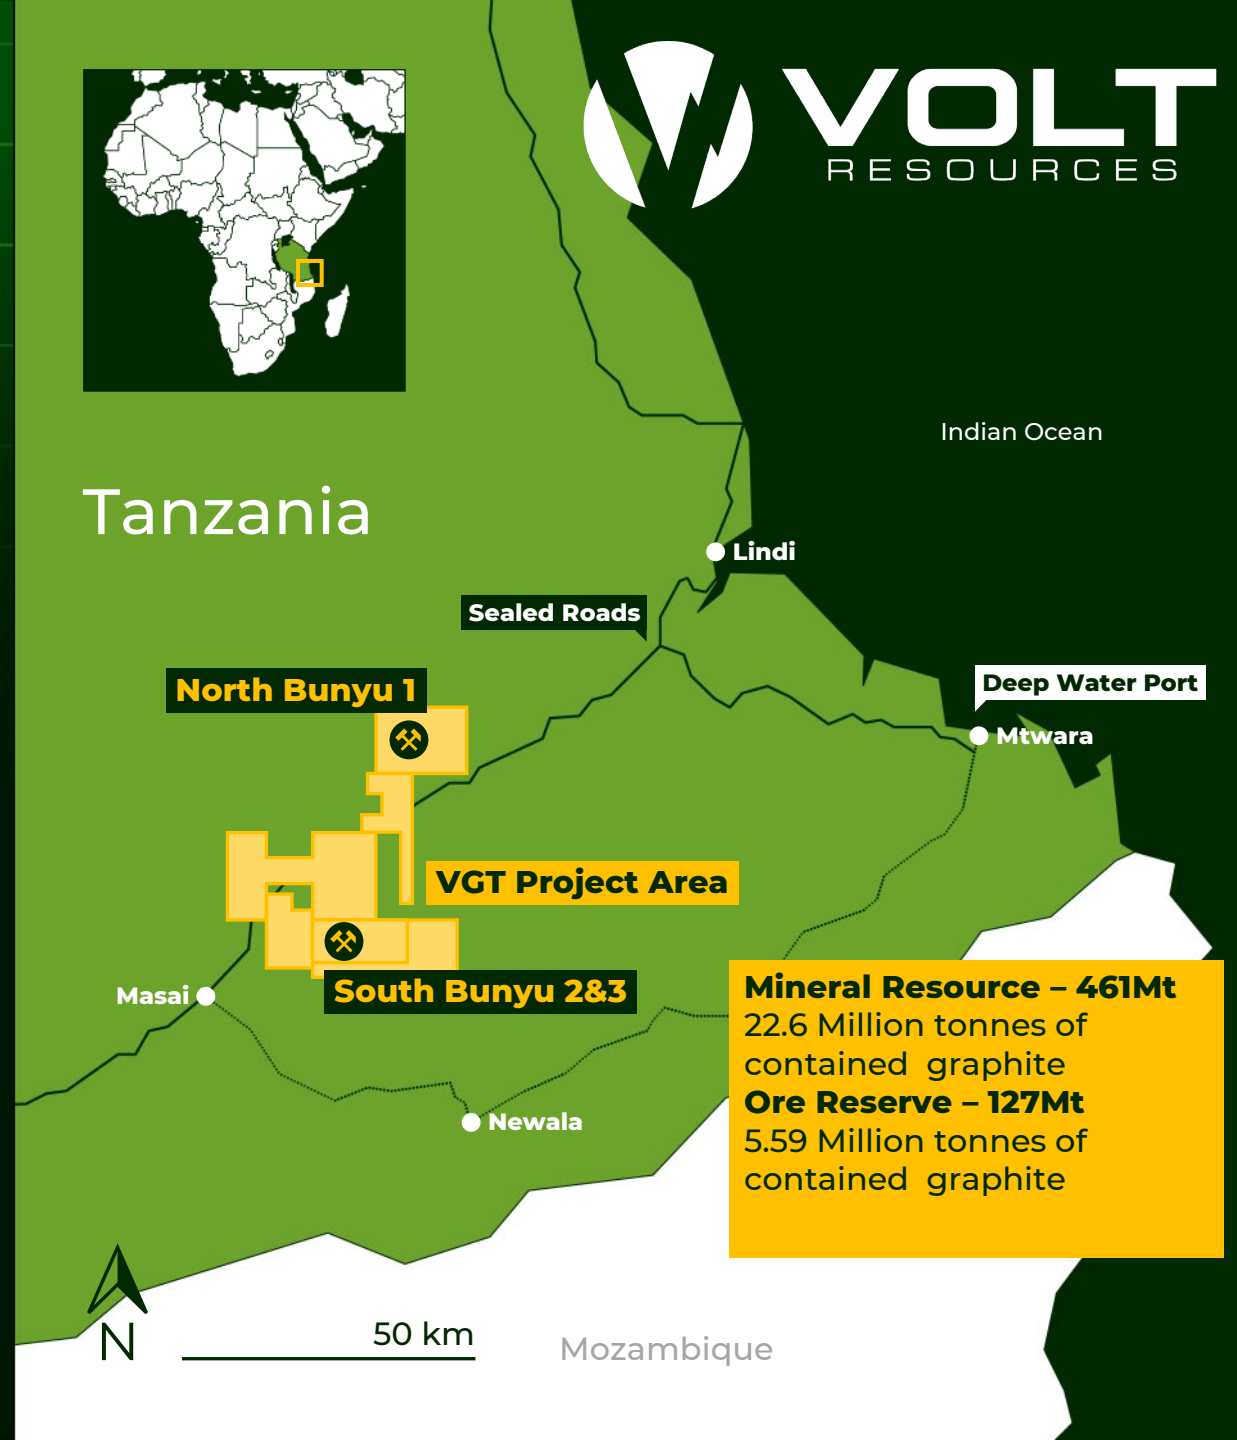 VOLT
RESOURCES
Indian Ocean
Tanzania
Lindi
Sealed Roads
North Bunyu 1
Deep Water Port
Mtwara
VGT Project Area
South Bunyu 2&3
Masai
Mineral Resource – 461Mt
22.6 Million tonnes of
contained graphite
Ore Reserve – 127Mt
5.59 Million tonnes of
contained graphite
Newala
N
50 km
Mozambique